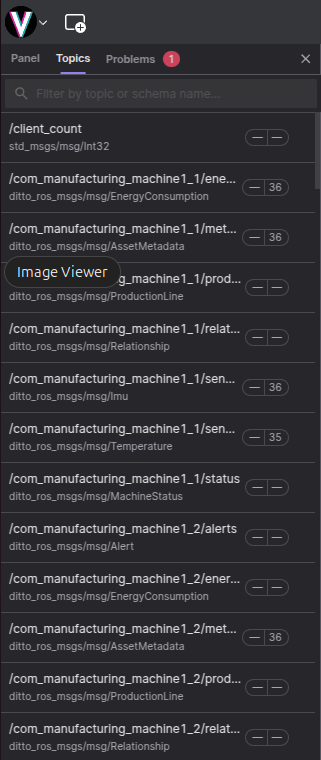 Panel Topics Problems 1
Filter by topic or schema name...
/client_count
std_msgs/msg/Int32
— —
/com_manufacturing_machine1_1/ene...
ditto_ros_msgs/msg/EnergyConsumption
— 36
/com_manufacturing_machine1_1/met...
ditto_ros_msgs/msg/AssetMetadata
— 36
Image Viewer
g_machine1_1/prod...
ditto_ros_msgs/msg/ProductionLine
— —
/com_manufacturing_machine1_1/relat...
ditto_ros_msgs/msg/Relationship
— —
/com_manufacturing_machine1_1/sen...
ditto_ros_msgs/msg/Imu
— 36
/com_manufacturing_machine1_1/sen...
ditto_ros_msgs/msg/Temperature
— 35
/com_manufacturing_machine1_1/status
ditto_ros_msgs/msg/MachineStatus
— —
/com_manufacturing_machine1_2/alerts
ditto_ros_msgs/msg/Alert
— —
/com_manufacturing_machine1_2/ener...
ditto_ros_msgs/msg/EnergyConsumption
— —
/com_manufacturing_machine1_2/met...
ditto_ros_msgs/msg/AssetMetadata
— 36
/com_manufacturing_machine1_2/prod...
ditto_ros_msgs/msg/ProductionLine
— —
/com_manufacturing_machine1_2/relat...
ditto_ros_msgs/msg/Relationship
— —